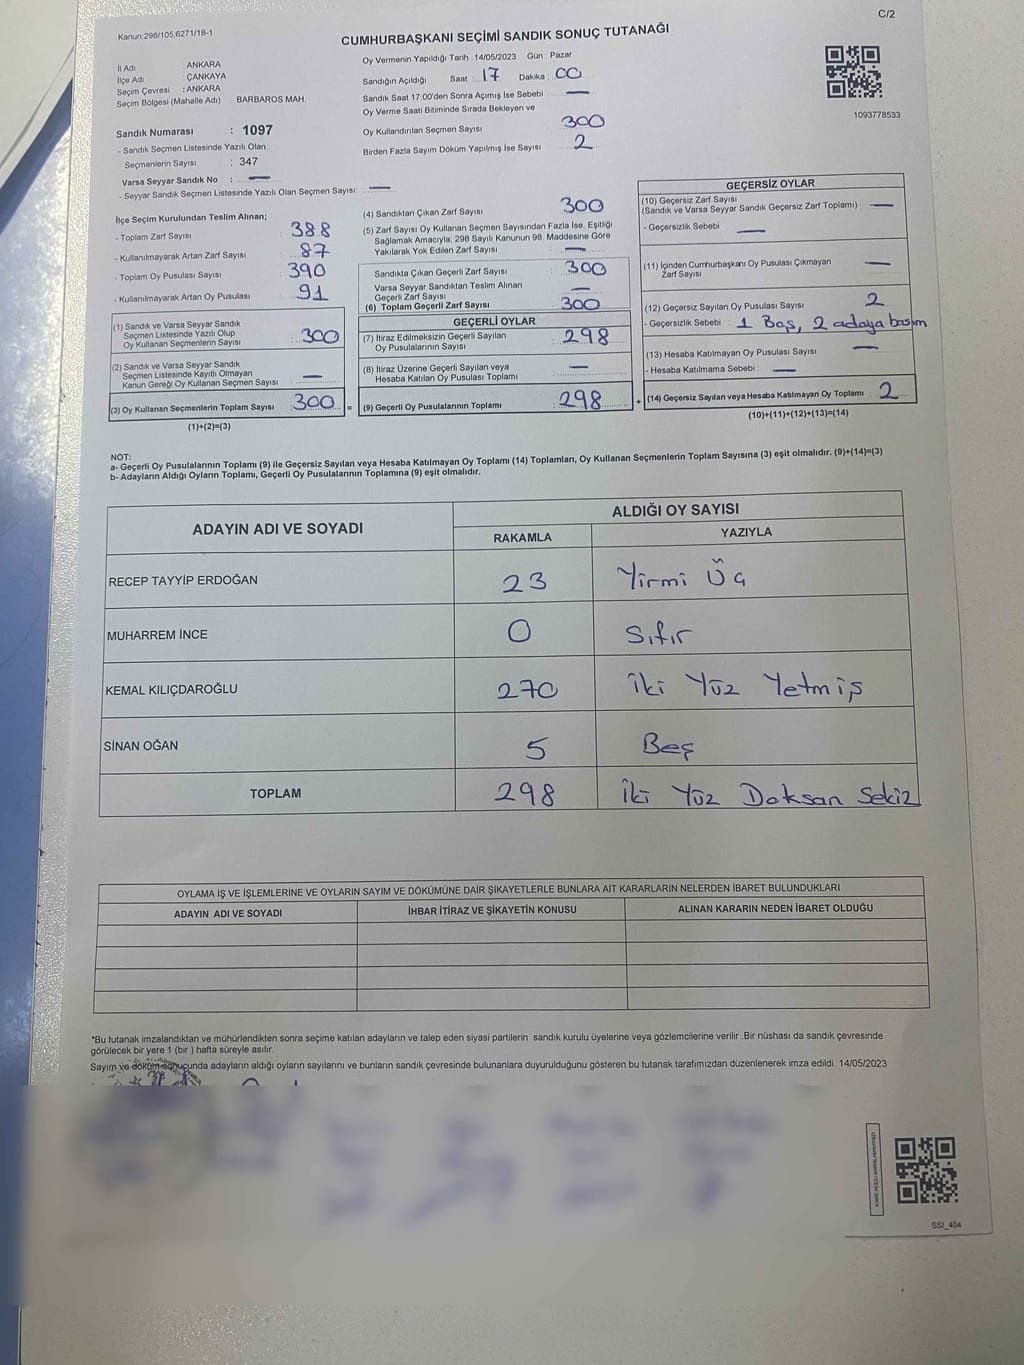 C/2
Kanun:298/105,6271/18-1
CUMHURBAŞKANI SEÇİMİ SANDIK SONUÇ TUTANAĞI
İl Adı : ANKARA
İlçe Adı : ÇANKAYA
Seçim Çevresi : ANKARA
Seçim Bölgesi (Mahalle Adı) : BARBAROS MAH.
Sandık Numarası : 1097
- Sandık Seçmen Listesinde Yazılı Olan
Seçmenlerin Sayısı : 347
Varsa Seyyar Sandık No : —
- Seyyar Sandık Seçmen Listesinde Yazılı Olan Seçmen Sayısı: —
Oy Vermenin Yapıldığı Tarih : 14/05/2023 Gün : Pazar
Sandığın Açıldığı Saat : 17 Dakika : 00
Sandık Saat 17:00'den Sonra Açımış İse Sebebi : —
Oy Verme Saati Bitiminde Sırada Bekleyen ve
Oy Kullandırılan Seçmen Sayısı : 300
Birden Fazla Sayım Döküm Yapılmış İse Sayısı : 2
1093778533
İlçe Seçim Kurulundan Teslim Alınan;
- Toplam Zarf Sayısı : 388
- Kullanılmayarak Artan Zarf Sayısı : 87
- Toplam Oy Pusulası Sayısı : 390
- Kullanılmayarak Artan Oy Pusulası : 91
(1) Sandık ve Varsa Seyyar Sandık
Seçmen Listesinde Yazılı Olup
Oy Kullanan Seçmenlerin Sayısı : 300
(2) Sandık ve Varsa Seyyar Sandık
Seçmen Listesinde Kayıtlı Olmayan
Kanun Gereği Oy Kullanan Seçmen Sayısı : —
(3) Oy Kullanan Seçmenlerin Toplam Sayısı : 300 =
(1)+(2)=(3)
(4) Sandıktan Çıkan Zarf Sayısı : 300
(5) Zarf Sayısı Oy Kullanan Seçmen Sayısından Fazla İse, Eşitliği
Sağlamak Amacıyla; 298 Sayılı Kanunun 98. Maddesine Göre
Yakılarak Yok Edilen Zarf Sayısı : —
Sandıkta Çıkan Geçerli Zarf Sayısı : 300
Varsa Seyyar Sandıktan Teslim Alınan
Geçerli Zarf Sayısı : —
(6) Toplam Geçerli Zarf Sayısı : 300
GEÇERLİ OYLAR
(7) İtiraz Edilmeksizin Geçerli Sayılan
Oy Pusulalarının Sayısı : 298
(8) İtiraz Üzerine Geçerli Sayılan veya
Hesaba Katılan Oy Pusulası Toplamı : —
(9) Geçerli Oy Pusulalarının Toplamı : 298 +
GEÇERSİZ OYLAR
(10) Geçersiz Zarf Sayısı
(Sandık ve Varsa Seyyar Sandık Geçersiz Zarf Toplamı) : —
- Geçersizlik Sebebi : —
(11) İçinden Cumhurbaşkanı Oy Pusulası Çıkmayan
Zarf Sayısı : —
(12) Geçersiz Sayılan Oy Pusulası Sayısı : 2
- Geçersizlik Sebebi : 1 Boş, 2 adaya basım
(13) Hesaba Katılmayan Oy Pusulası Sayısı : —
- Hesaba Katılmama Sebebi : —
(14) Geçersiz Sayılan veya Hesaba Katılmayan Oy Toplamı : 2
(10)+(11)+(12)+(13)=(14)
NOT:
a- Geçerli Oy Pusulalarının Toplamı (9) ile Geçersiz Sayılan veya Hesaba Katılmayan Oy Toplamı (14) Toplamları, Oy Kullanan Seçmenlerin Toplam Sayısına (3) eşit olmalıdır. (9)+(14)=(3)
b- Adayların Aldığı Oyların Toplamı, Geçerli Oy Pusulalarının Toplamına (9) eşit olmalıdır.
ADAYIN ADI VE SOYADI
ALDIĞI OY SAYISI
RAKAMLA YAZIYLA
RECEP TAYYİP ERDOĞAN 23 Yirmi Üç
MUHARREM İNCE 0 Sıfır
KEMAL KILIÇDAROĞLU 270 İki Yüz Yetmiş
SİNAN OĞAN 5 Beş
TOPLAM 298 İki Yüz Doksan Sekiz
OYLAMA İŞ VE İŞLEMLERİNE VE OYLARIN SAYIM VE DÖKÜMÜNE DAİR ŞİKAYETLERLE BUNLARA AİT KARARLARIN NELERDEN İBARET BULUNDUKLARI
ADAYIN ADI VE SOYADI İHBAR İTİRAZ VE ŞİKAYETİN KONUSU ALINAN KARARIN NEDEN İBARET OLDUĞU
*Bu tutanak imzalandıktan ve mühürlendikten sonra seçime katılan adayların ve talep eden siyasi partilerin sandık kurulu üyelerine veya gözlemcilerine verilir .Bir nüshası da sandık çevresinde
görülecek bir yere 1 (bir ) hafta süreyle asılır.
Sayım ve döküm sonuçunda adayların aldığı oyların sayılarını ve bunların sandık çevresinde bulunanlara duyurulduğunu gösteren bu tutanak tarafımızdan düzenlenerek imza edildi. 14/05/2023
SSI_404